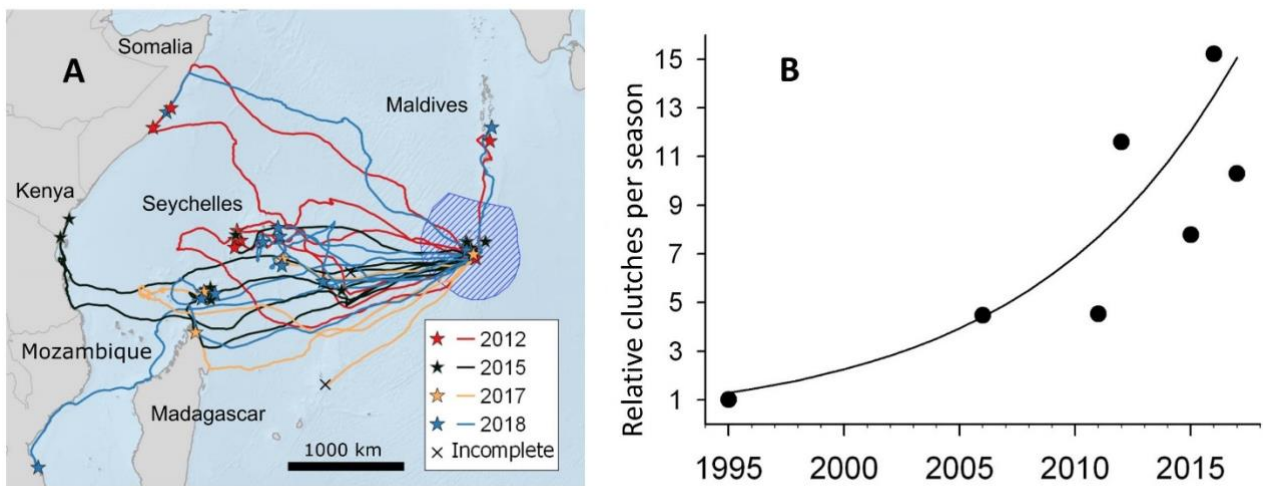 Somalia
A
Maldives
Kenya
Seychelles
Mozambique
Madagascar
2012
2015
2017
2018
Incomplete
1000 km
B
Relative clutches per season
15
13
11
9
7
5
3
1
1995
2000
2005
2010
2015